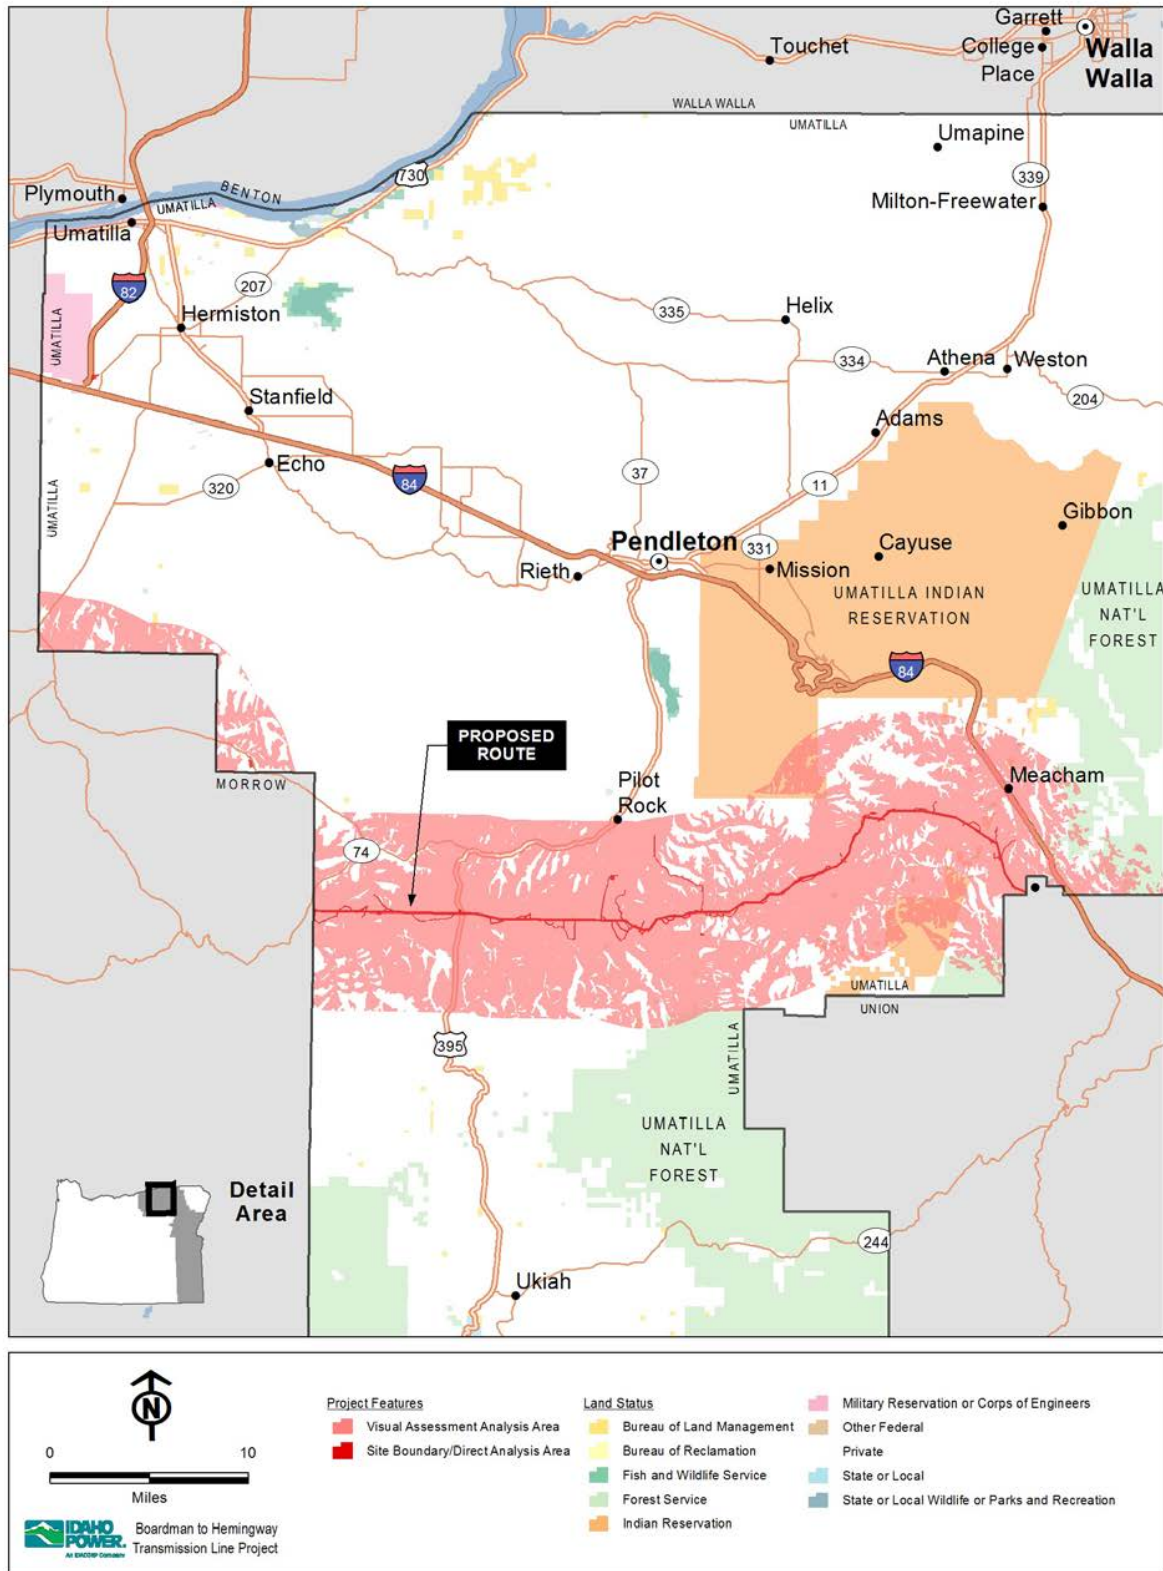 Garrett
Touchet
College
Place
Walla
Walla
WALLA WALLA
UMATILLA
Umapine
730
BENTON
339
Plymouth
UMATILLA
Milton-Freewater
Umatilla
82
207
Hermiston
335
Helix
UMATILLA
334
Athena
Weston
Stanfield
204
Adams
Echo
84
37
320
11
UMATILLA
Gibbon
Pendleton
331
Cayuse
Rieth
Mission
UMATILLA INDIAN
RESERVATION
UMATILLA
NAT'L
FOREST
84
PROPOSED
ROUTE
MORROW
Pilot
Rock
Meacham
74
UMATILLA
UNION
395
UMATILLA
UMATILLA
NAT'L
FOREST
Detail
Area
244
Ukiah
N
0 10
Miles
IDAHO
POWER.
An IDACORP Company
Boardman to Hemingway
Transmission Line Project
Project Features
Visual Assessment Analysis Area
Site Boundary/Direct Analysis Area
Land Status
Bureau of Land Management
Bureau of Reclamation
Fish and Wildlife Service
Forest Service
Indian Reservation
Military Reservation or Corps of Engineers
Other Federal
Private
State or Local
State or Local Wildlife or Parks and Recreation